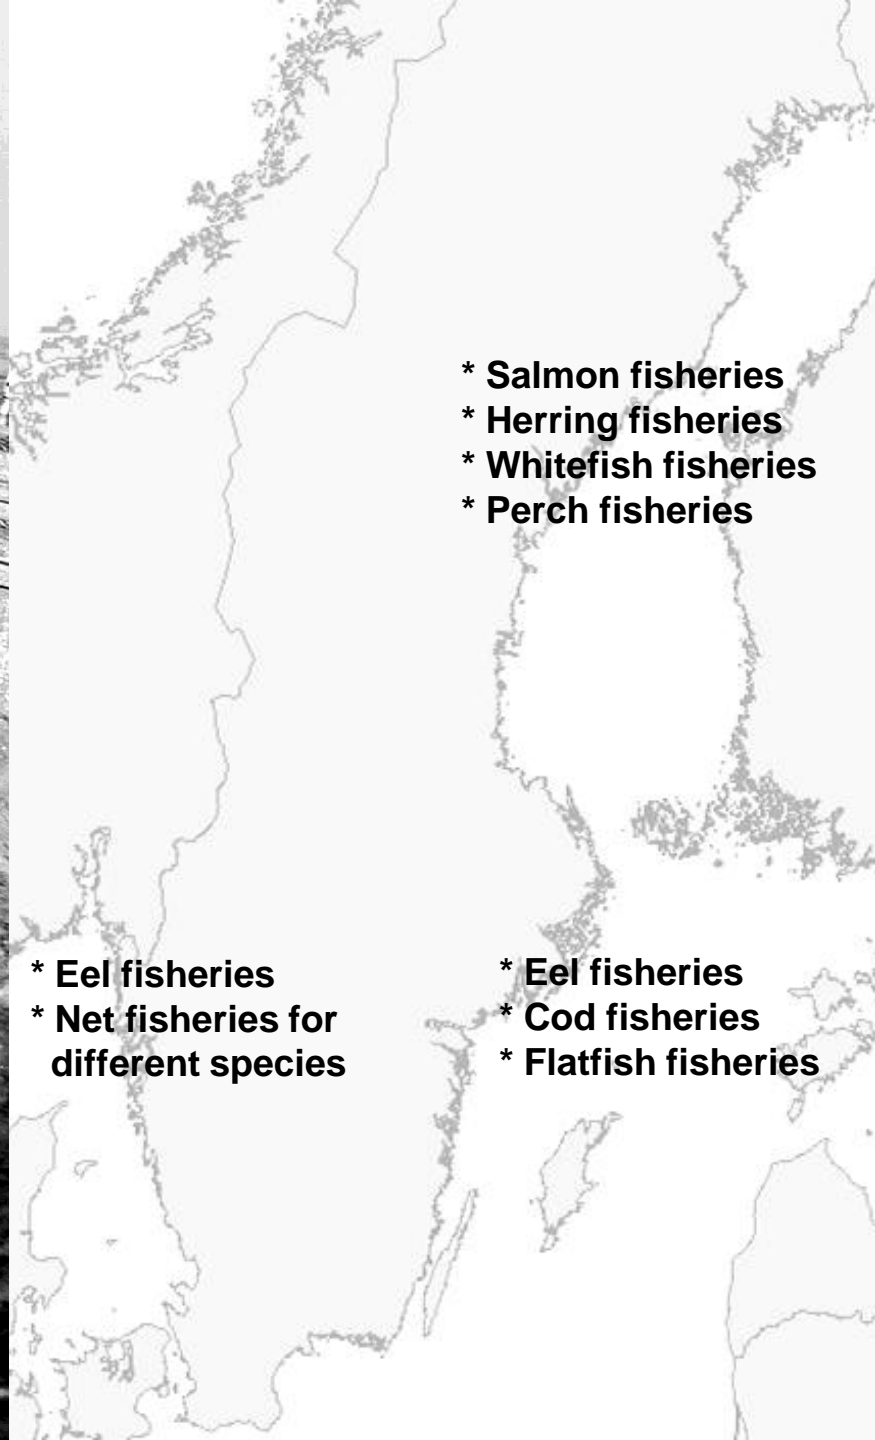 * Salmon fisheries
* Herring fisheries
* Whitefish fisheries
* Perch fisheries
* Eel fisheries
* Net fisheries for
different species
* Eel fisheries
* Cod fisheries
* Flatfish fisheries